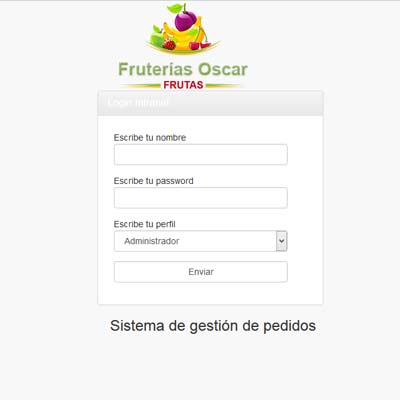 Fruterías Oscar
FRUTAS
Login Intranet
Escribe tu nombre
Escribe tu password
Escribe tu perfil
Administrador
Enviar
Sistema de gestión de pedidos